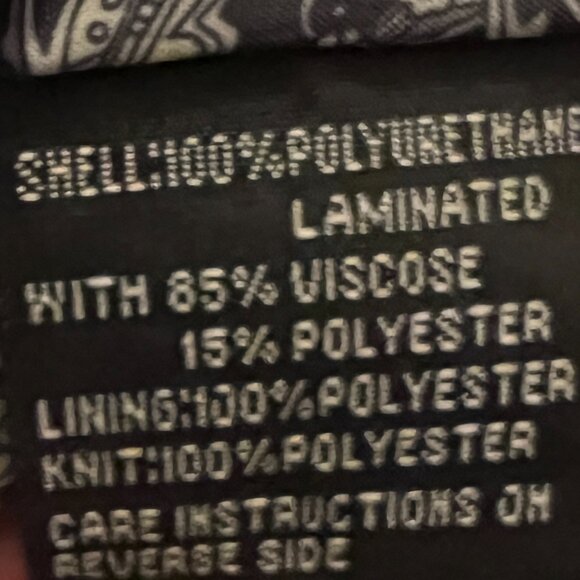 SHELL:100%POLYURETHANE
LAMINATED
WITH 85% VISCOSE
15% POLYESTER
LINING:100%POLYESTER
KNIT:100%POLYESTER
CARE INSTRUCTIONS ON
REVERSE SIDE